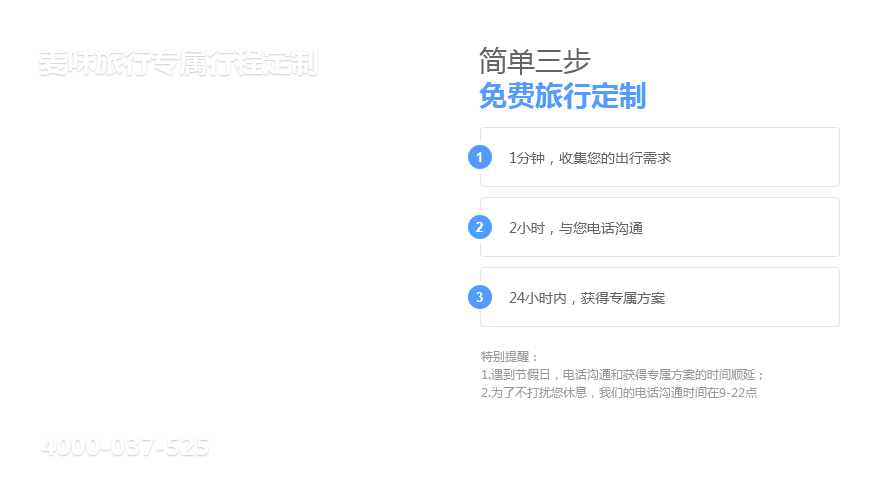 麦味旅行专属行程定制
4000-037-525
简单三步
免费旅行定制
1 1分钟，收集您的出行需求
2 2小时，与您电话沟通
3 24小时内，获得专属方案
特别提醒：
1.遇到节假日，电话沟通和获得专属方案的时间顺延；
2.为了不打扰您休息，我们的电话沟通时间在9-22点